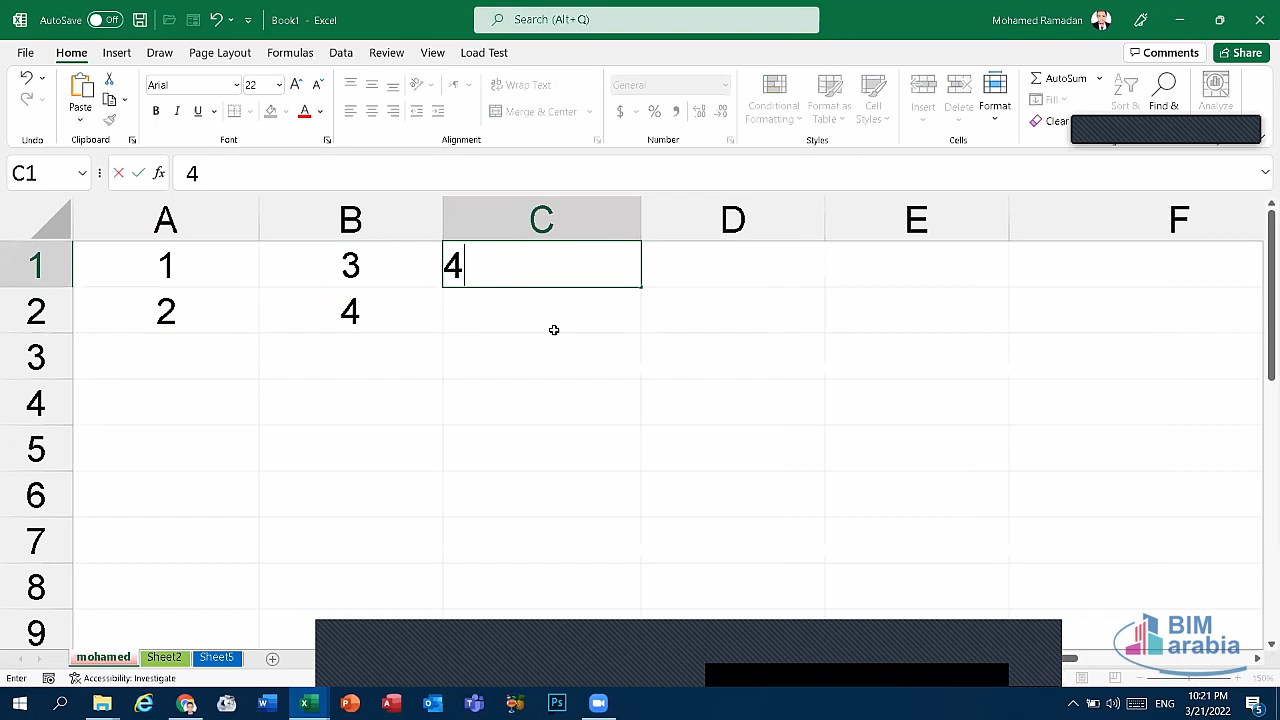 AutoSave Off Book1 - Excel Search (Alt+Q) Mohamed Ramadan
File Home Insert Draw Page Layout Formulas Data Review View Load Test Comments Share
Paste Arial 22 Wrap Text General Conditional Format as Cell Insert Delete Format AutoSum Find & Analyze
B I U Merge & Center $ % Formatting Table Styles Fill Clear
Undo Clipboard Font Alignment Number Styles Cells
C1 fx 4
A B C D E F
1 1 3 4
2 2 4
3
4
5
6
7
8
9
BIM
arabia
mohamed Sheet2 Sheet5
Enter Accessibility: Investigate 150%
ENG 10:21 PM
3/21/2022 5